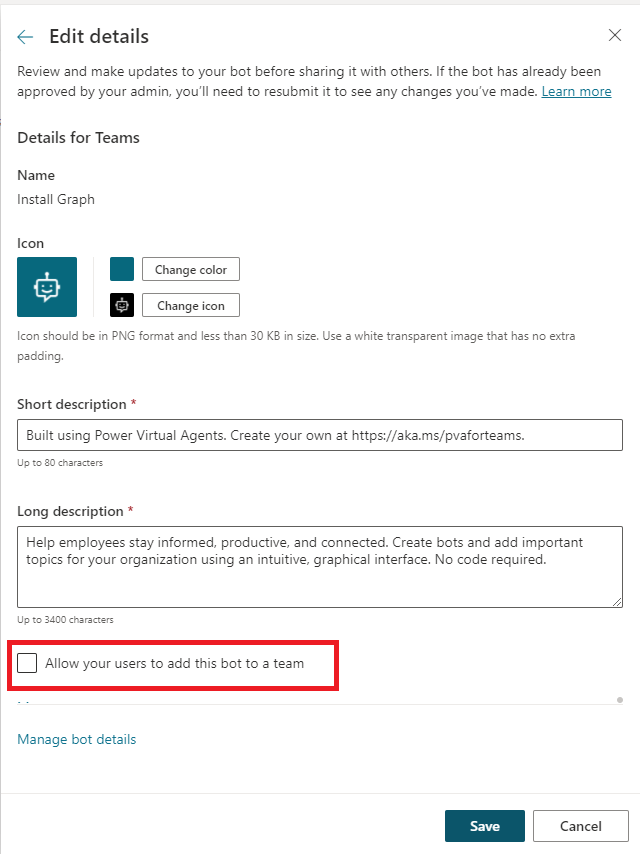 Edit details
Review and make updates to your bot before sharing it with others. If the bot has already been
approved by your admin, you’ll need to resubmit it to see any changes you’ve made. Learn more
Details for Teams
Name
Install Graph
Icon
Change color
Change icon
Icon should be in PNG format and less than 30 KB in size. Use a white transparent image that has no extra
padding.
Short description *
Built using Power Virtual Agents. Create your own at https://aka.ms/pvaforteams.
Up to 80 characters
Long description *
Help employees stay informed, productive, and connected. Create bots and add important
topics for your organization using an intuitive, graphical interface. No code required.
Up to 3400 characters
Allow your users to add this bot to a team
Manage bot details
Save
Cancel